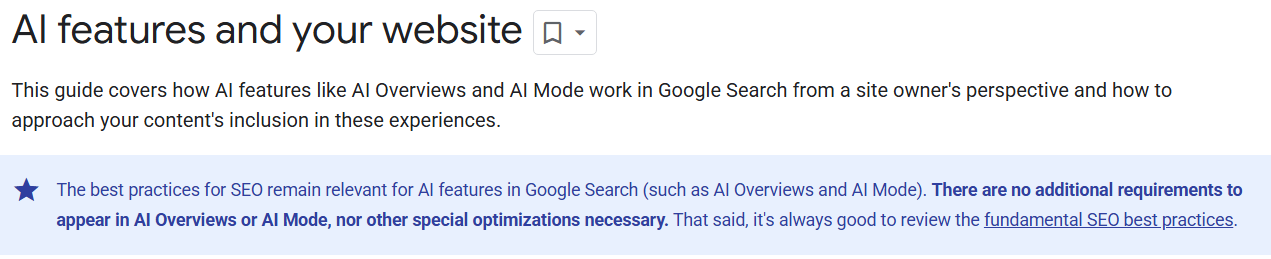 AI features and your website
This guide covers how AI features like AI Overviews and AI Mode work in Google Search from a site owner's perspective and how to
approach your content's inclusion in these experiences.
The best practices for SEO remain relevant for AI features in Google Search (such as AI Overviews and AI Mode). There are no additional requirements to
appear in AI Overviews or AI Mode, nor other special optimizations necessary. That said, it's always good to review the fundamental SEO best practices.